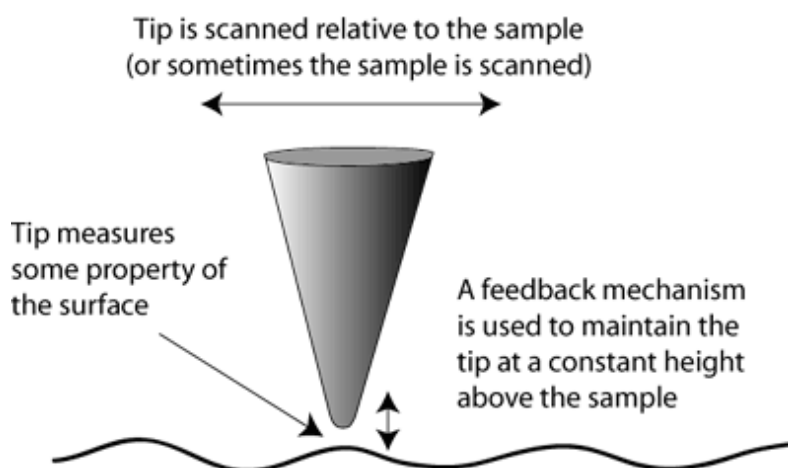 Tip is scanned relative to the sample
(or sometimes the sample is scanned)
Tip measures
some property of
the surface
A feedback mechanism
is used to maintain the
tip at a constant height
above the sample